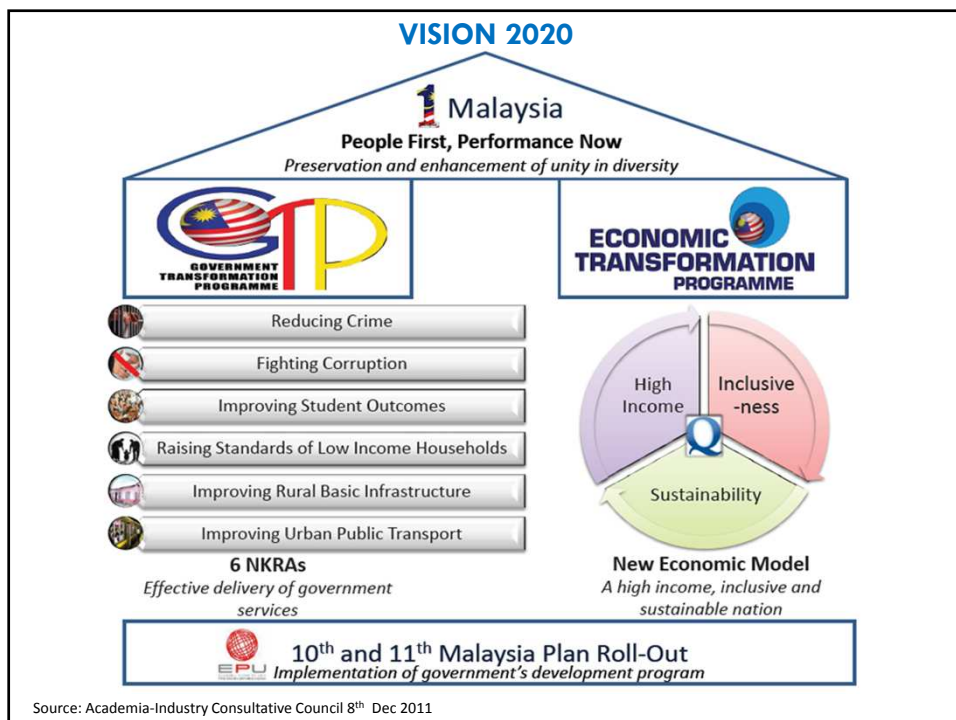 VISION 2020
1 Malaysia
People First, Performance Now
Preservation and enhancement of unity in diversity
GTP
GOVERNMENT
TRANSFORMATION
PROGRAMME
ECONOMIC
TRANSFORMATION
PROGRAMME
Reducing Crime
Fighting Corruption
Improving Student Outcomes
Raising Standards of Low Income Households
Improving Rural Basic Infrastructure
Improving Urban Public Transport
6 NKRAs
Effective delivery of government
services
High
Income
Inclusive
-ness
Q
Sustainability
New Economic Model
A high income, inclusive and
sustainable nation
EPU
10th and 11th Malaysia Plan Roll-Out
Implementation of government's development program
Source: Academia-Industry Consultative Council 8th Dec 2011